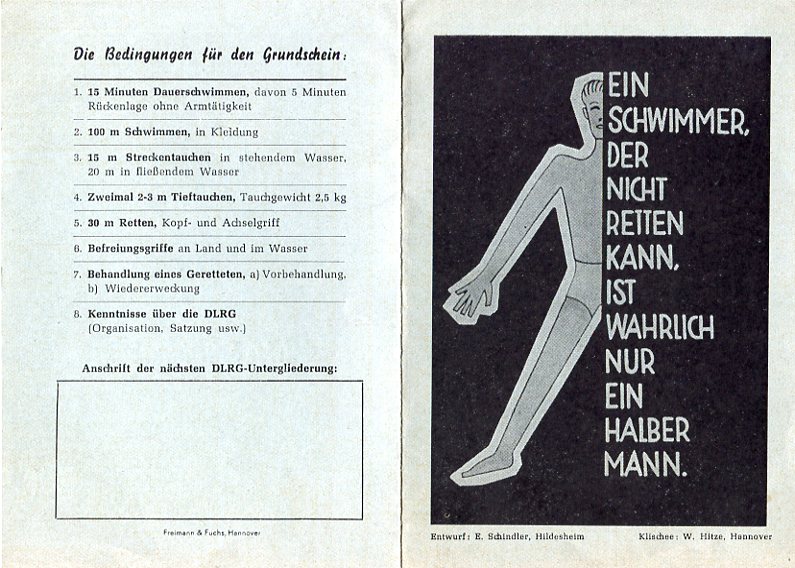 Die Bedingungen für den Grundschein:
1. 15 Minuten Dauerschwimmen, davon 5 Minuten
Rückenlage ohne Armtätigkeit
2. 100 m Schwimmen, in Kleidung
3. 15 m Streckentauchen in stehendem Wasser,
20 m in fließendem Wasser
4. Zweimal 2-3 m Tieftauchen, Tauchgewicht 2,5 kg
5. 30 m Retten, Kopf- und Achselgriff
6. Befreiungsgriffe an Land und im Wasser
7. Behandlung eines Geretteten, a) Vorbehandlung,
b) Wiedererweckung
8. Kenntnisse über die DLRG
(Organisation, Satzung usw.)
Anschrift der nächsten DLRG-Untergliederung:
Freimann & Fuchs, Hannover
EIN
SCHWIMMER,
DER
NICHT
RETTEN
KANN,
IST
WAHRLICH
NUR
EIN
HALBER
MANN.
Entwurf: E. Schindler, Hildesheim
Klischee: W. Hitze, Hannover